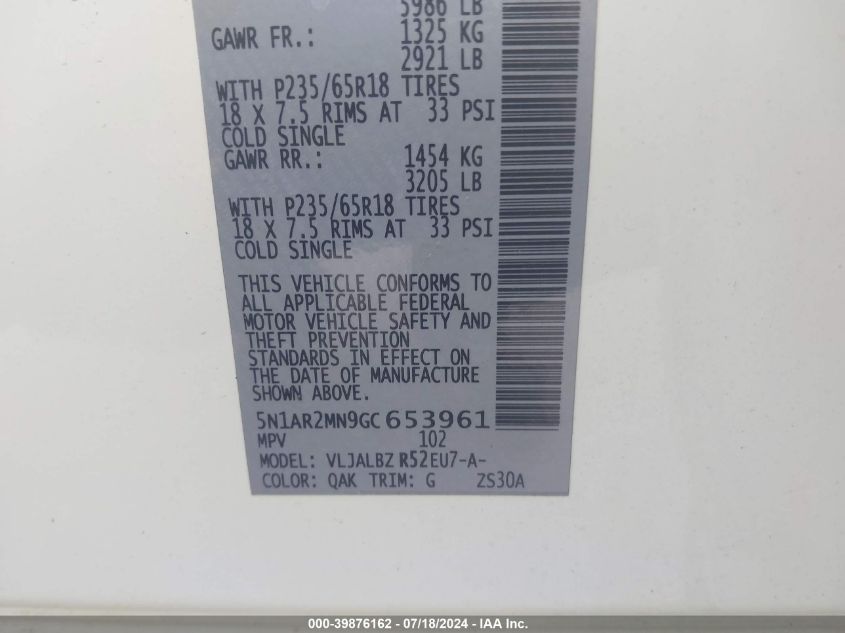 5986 LB
GAWR FR.: 1325 KG
2921 LB
WITH P235/65R18 TIRES
18 X 7.5 RIMS AT 33 PSI
COLD SINGLE
GAWR RR.: 1454 KG
3205 LB
WITH P235/65R18 TIRES
18 X 7.5 RIMS AT 33 PSI
COLD SINGLE
THIS VEHICLE CONFORMS TO
ALL APPLICABLE FEDERAL
MOTOR VEHICLE SAFETY AND
THEFT PREVENTION
STANDARDS IN EFFECT ON
THE DATE OF MANUFACTURE
SHOWN ABOVE.
5N1AR2MN9GC653961
MPV 102
MODEL: VLJALBZ R52EU7-A-
COLOR: QAK TRIM: G ZS30A
000-39876162 - 07/18/2024 - IAA Inc.